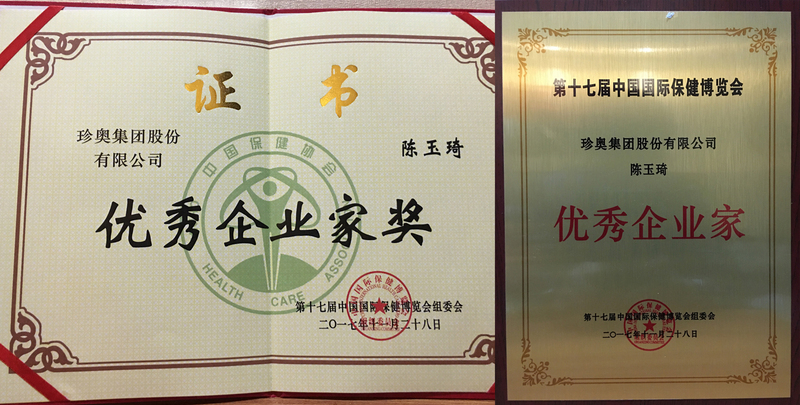 证 书
珍奥集团股份
有限公司
陈玉琦
中国保健协会
优秀企业家奖
HEALTH CARE ASSO
第十七届中国国际保健博览会组委会
二〇一七年十一月二十八日
第十七届中国国际保健博览会
珍奥集团股份有限公司
陈玉琦
优秀企业家
第十七届中国国际保健博览会组委会
二〇一七年十一月二十八日